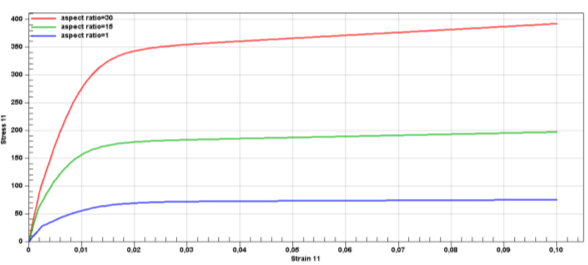 400
350
300
250
200
150
100
50
0
Stress 11
aspect ratio=30
aspect ratio=15
aspect ratio=1
0 0,01 0,02 0,03 0,04 0,05 0,06 0,07 0,08 0,09 0,10
Strain 11